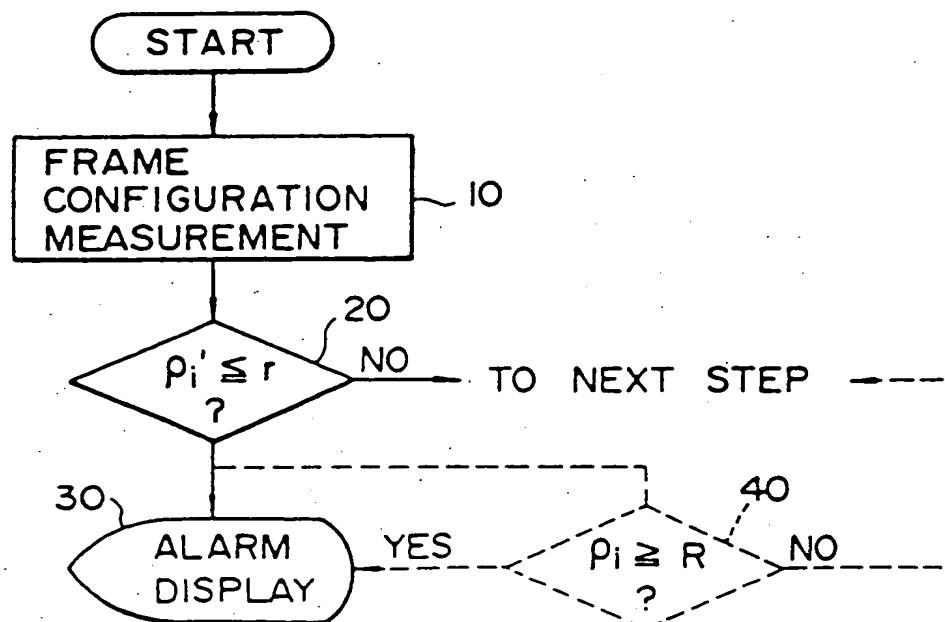 START
FRAME
CONFIGURATION
MEASUREMENT
10
20
ρi' ≦ r
?
NO
TO NEXT STEP
30
ALARM
DISPLAY
YES
40
ρi ≧ R
?
NO